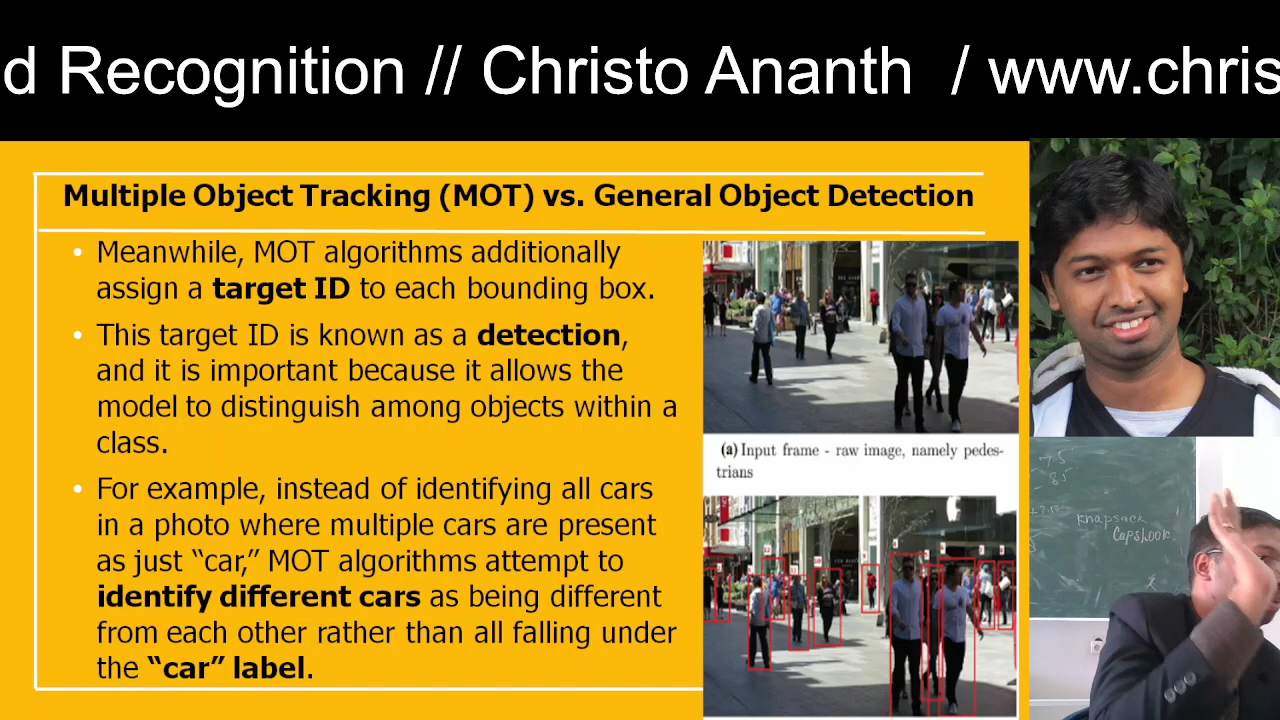 d Recognition // Christo Ananth / www.chris
Multiple Object Tracking (MOT) vs. General Object Detection
• Meanwhile, MOT algorithms additionally
assign a target ID to each bounding box.
• This target ID is known as a detection,
and it is important because it allows the
model to distinguish among objects within a
class.
• For example, instead of identifying all cars
in a photo where multiple cars are present
as just “car,” MOT algorithms attempt to
identify different cars as being different
from each other rather than all falling under
the “car” label.
(a) Input frame - raw image, namely pedes-
trians
knapsack